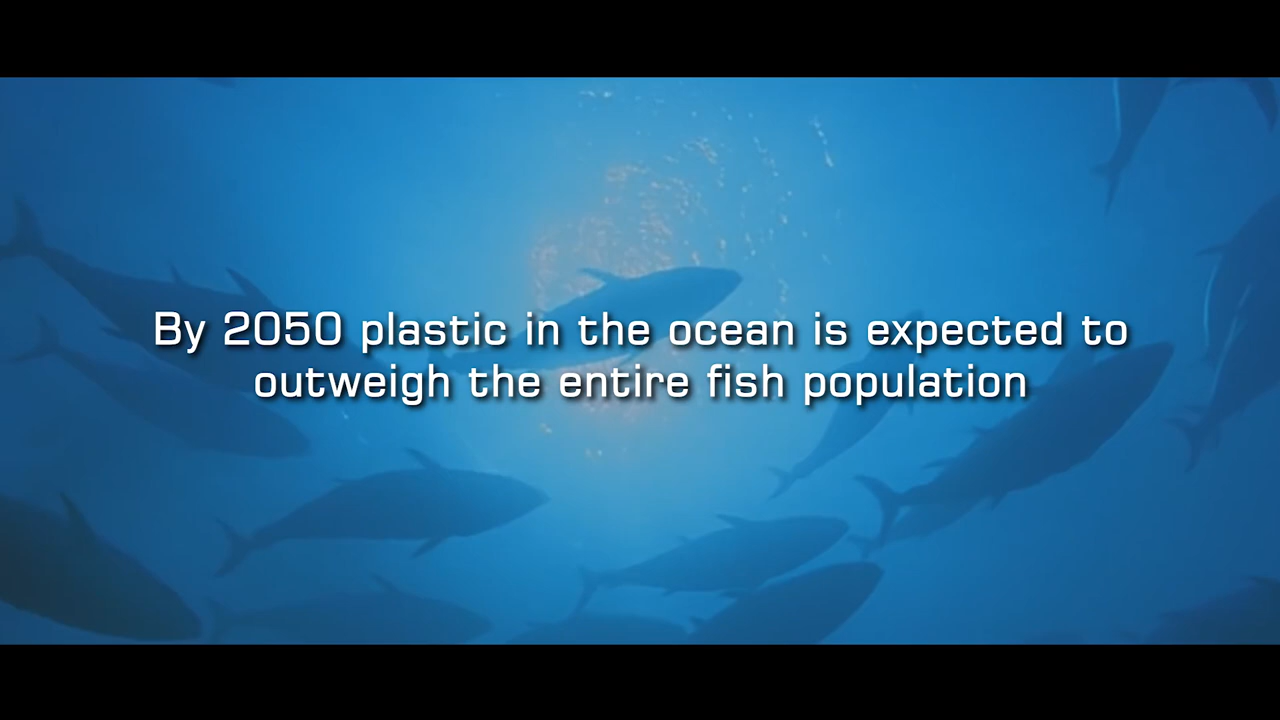 By 2050 plastic in the ocean is expected to
outweigh the entire fish population